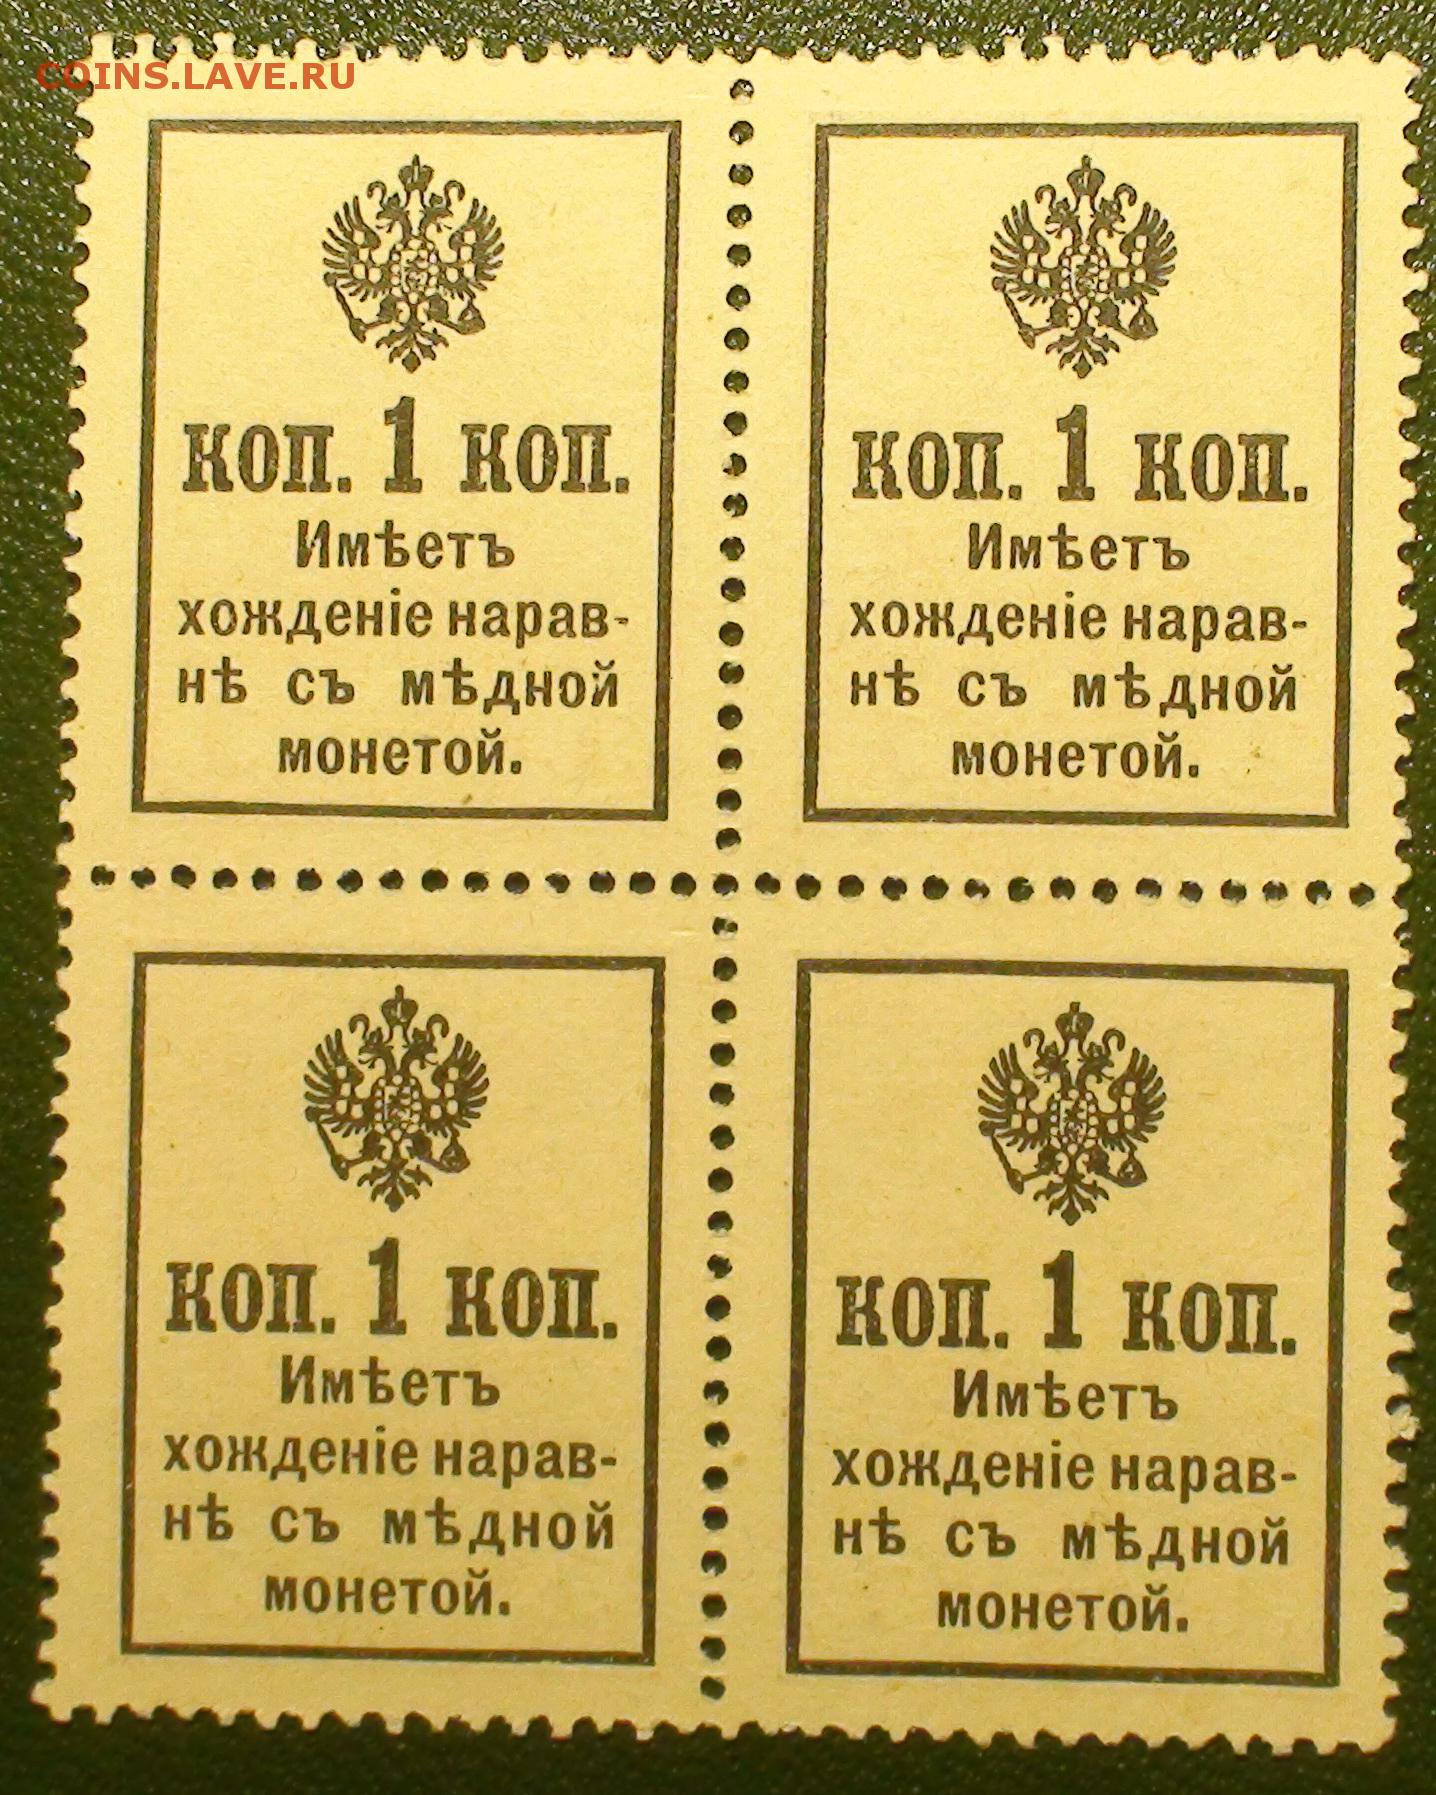 COINS.LAVE.RU
КОП. 1 КОП.
Имѣетъ
хожденіе нарав-
нѣ съ мѣдной
монетой.
КОП. 1 КОП.
Имѣетъ
хожденіе нарав-
нѣ съ мѣдной
монетой.
КОП. 1 КОП.
Имѣетъ
хожденіе нарав-
нѣ съ мѣдной
монетой.
КОП. 1 КОП.
Имѣетъ
хожденіе нарав-
нѣ съ мѣдной
монетой.